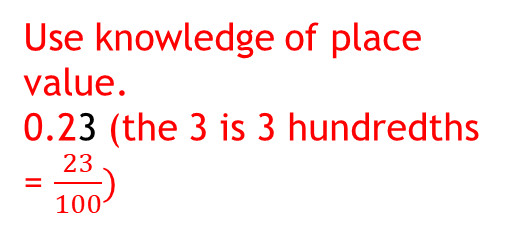 Use knowledge of place
value.
0.23 (the 3 is 3 hundredths
= 23/100)